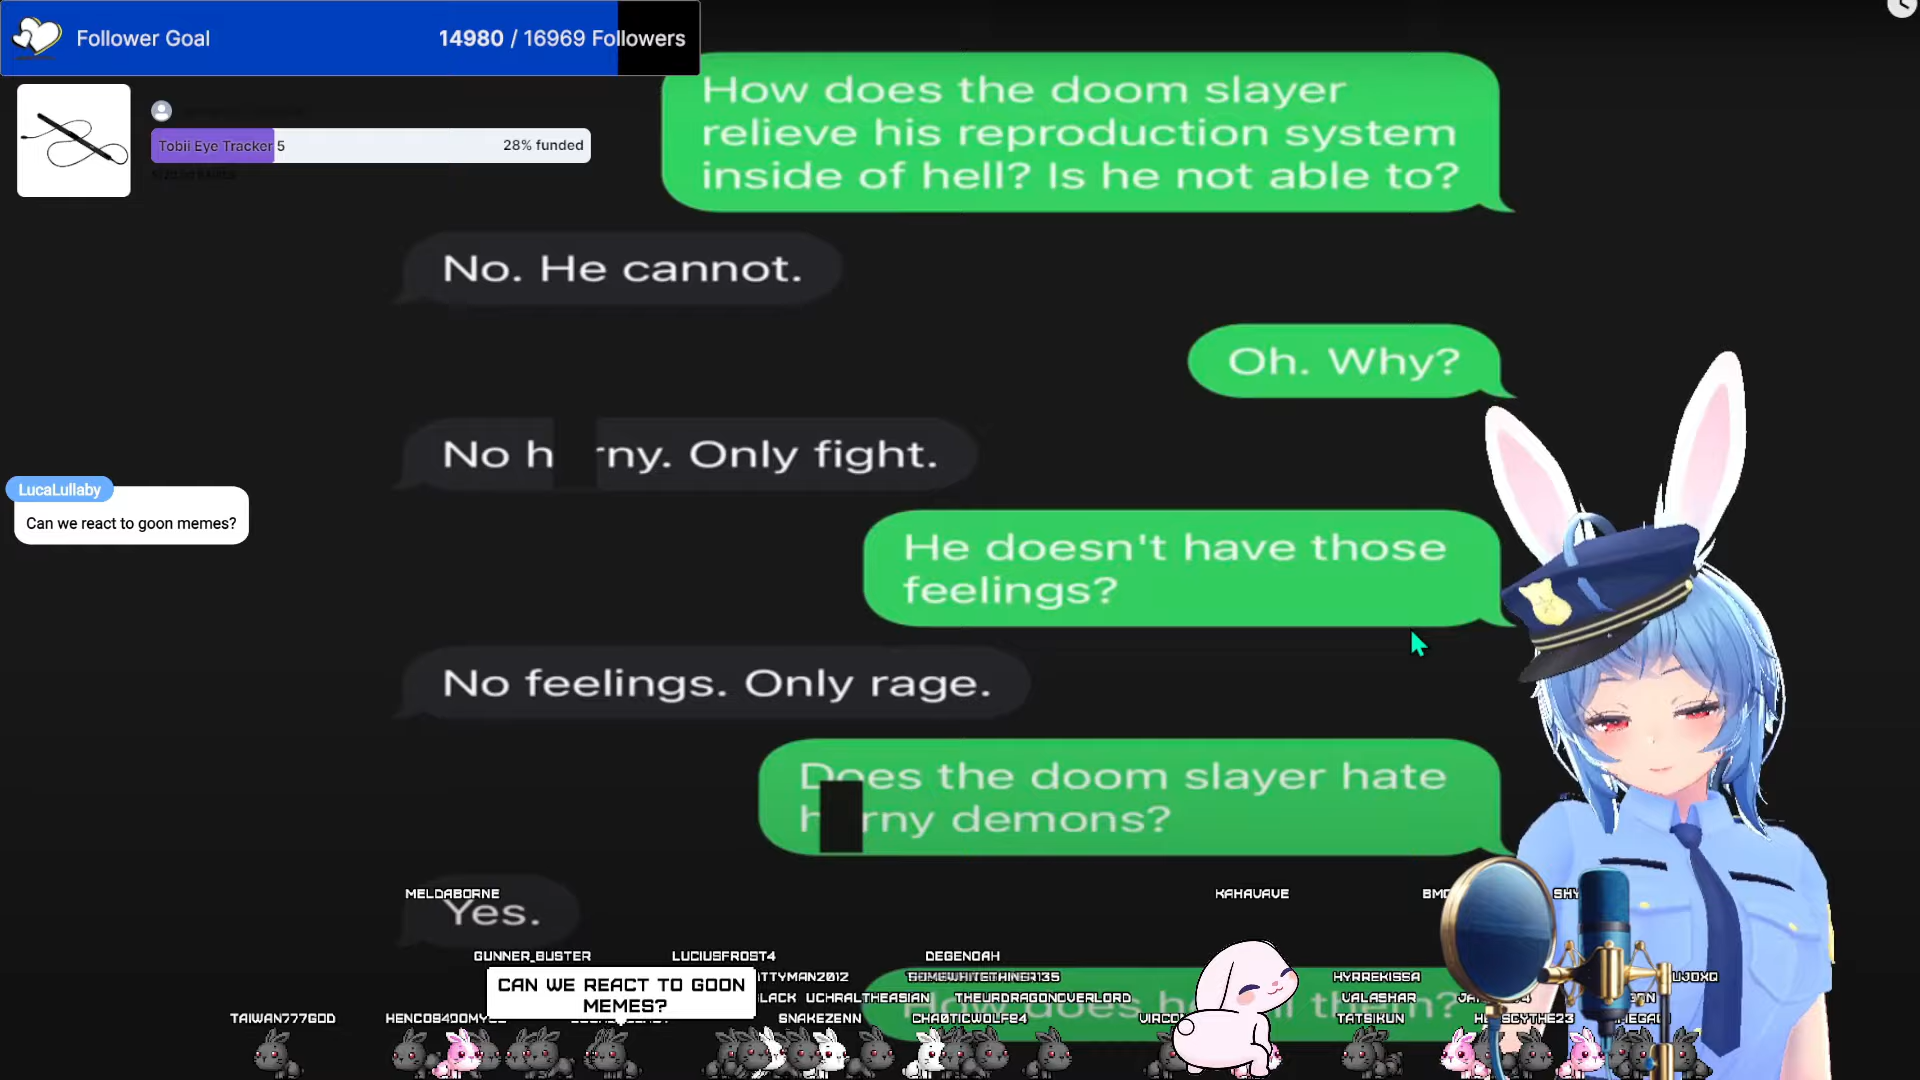 Follower Goal
14980 / 16969 Followers
Tobii Eye Tracker 5
28% funded
How does the doom slayer
relieve his reproduction system
inside of hell? Is he not able to?
No. He cannot.
Oh. Why?
No h rny. Only fight.
LucaLullaby
Can we react to goon memes?
He doesn't have those
feelings?
No feelings. Only rage.
Does the doom slayer hate
h rny demons?
MELDABORNE
KAHAVAVE
Yes.
GUNNER_BUSTER
LUCIUSFROST4
DEGENOAH
CAN WE REACT TO GOON
MEMES?
HYRREKISSA
UCHRALTHEASIAN
THEURDRAGONOVERLORD
VALASHAR
TAIWAN777GOD
SNAKEZENN
CHAOTICWOLF84
TATSIKUN